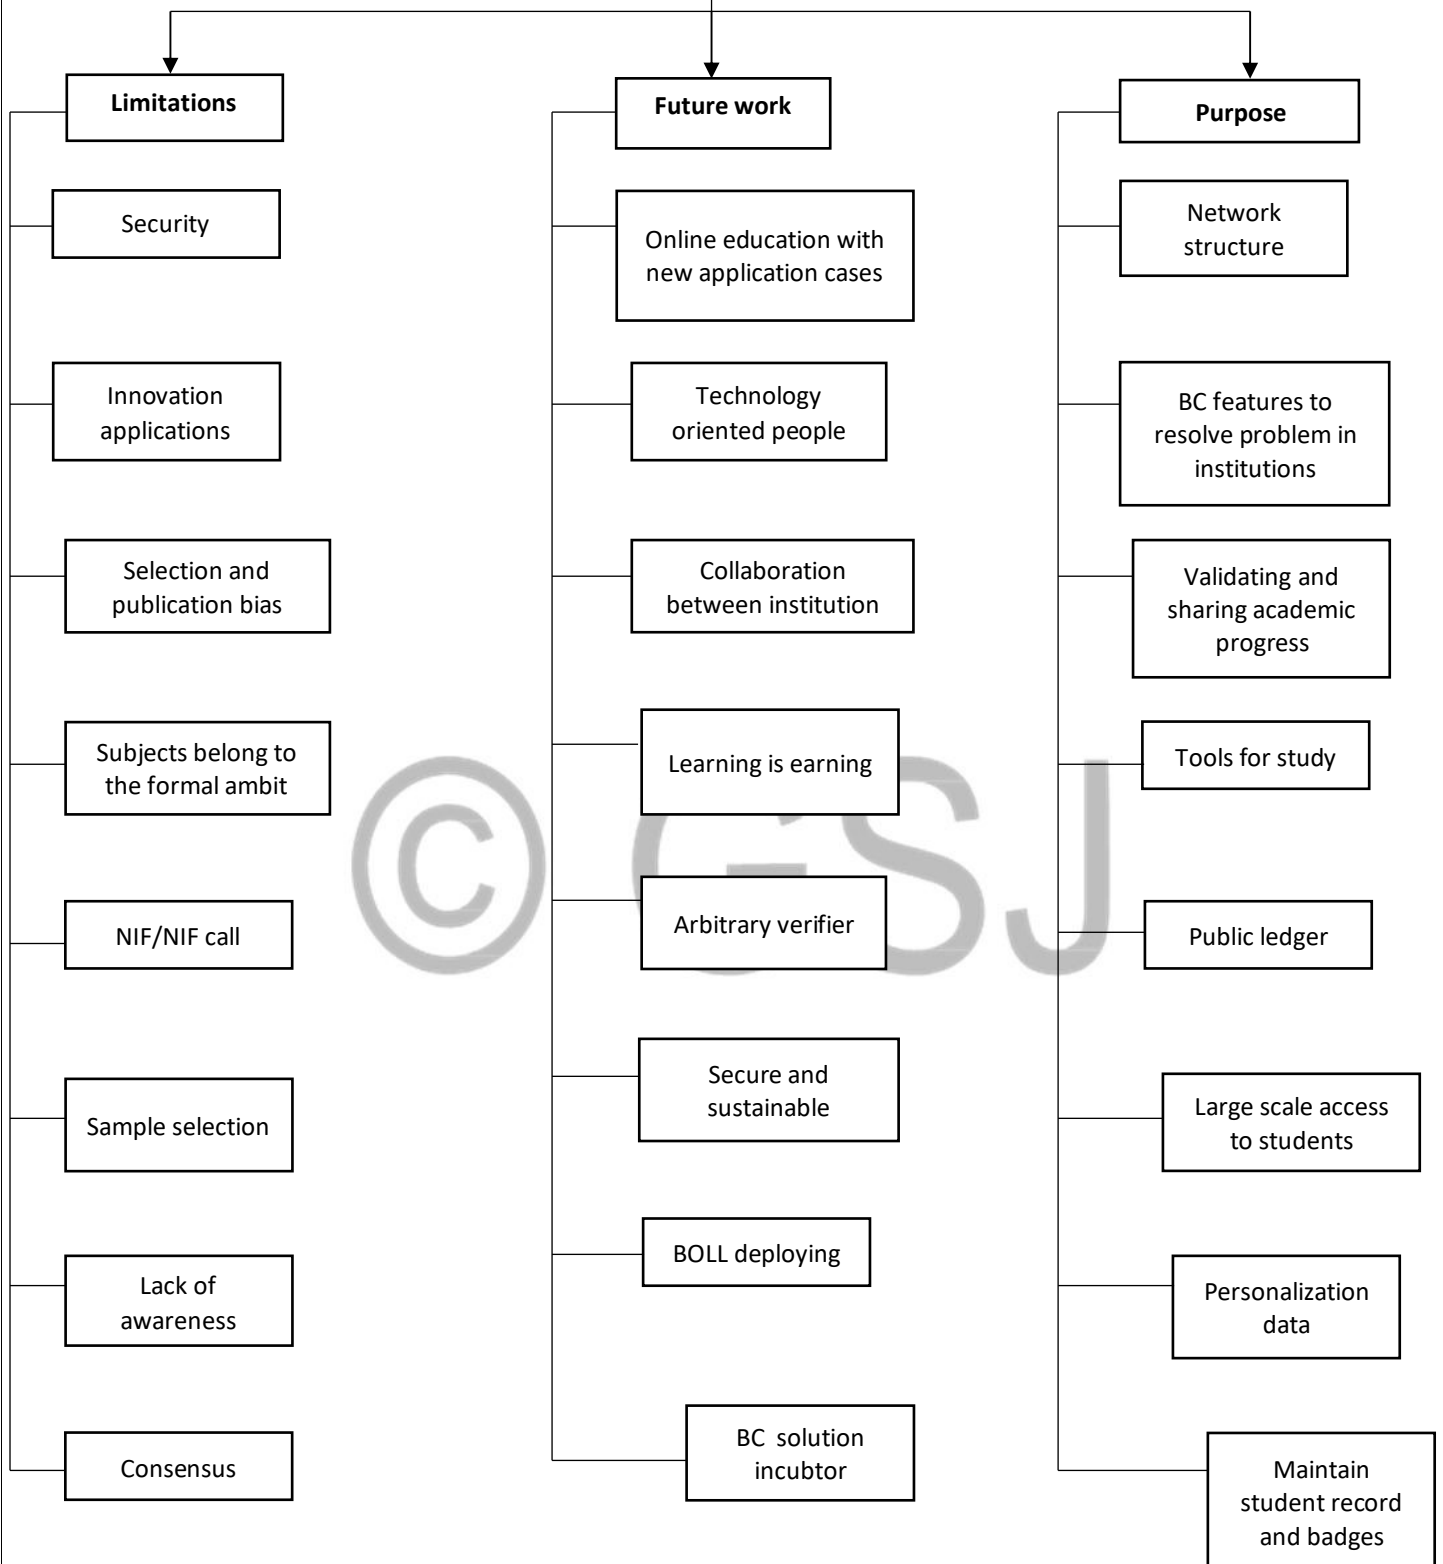 Limitations
Security
Innovation
applications
Selection and
publication bias
Subjects belong to
the formal ambit
NIF/NIF call
Sample selection
Lack of
awareness
Consensus
Future work
Online education with
new application cases
Technology
oriented people
Collaboration
between institution
Learning is earning
Arbitrary verifier
Secure and
sustainable
BOLL deploying
BC solution
incubtor
Purpose
Network
structure
BC features to
resolve problem in
institutions
Validating and
sharing academic
progress
Tools for study
Public ledger
Large scale access
to students
Personalization
data
Maintain
student record
and badges
© GSJ